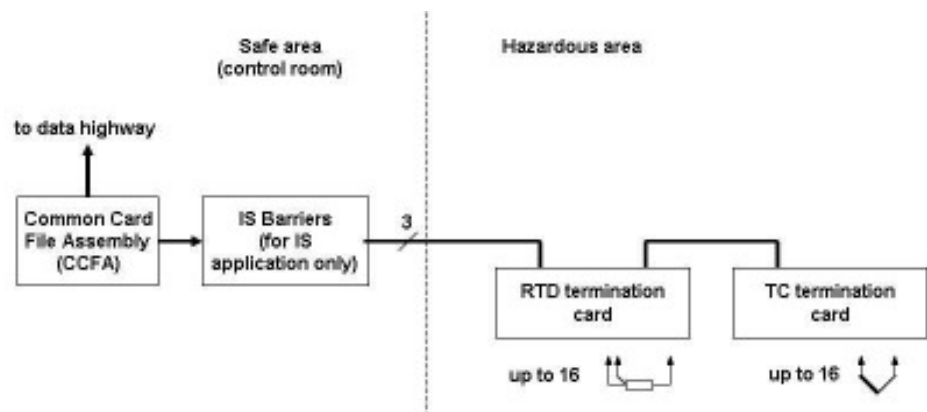 Safe area
(control room)
Hazardous area
to data highway
Common Card
File Assembly
(CCFA)
IS Barriers
(for IS
application only)
3
RTD termination
card
TC termination
card
up to 16
up to 16